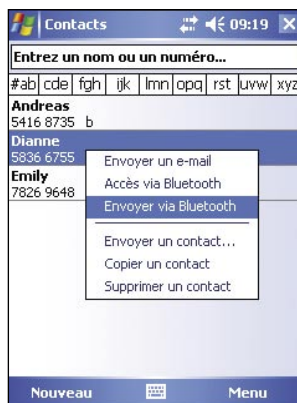 Contacts 09:19
Entrez un nom ou un numéro...
#ab cde fgh ijk lmn opq rst uvw xyz
Andreas
5416 8735 b
Dianne
5836 6755
Emily
7826 9648
Envoyer un e-mail
Accès via Bluetooth
Envoyer via Bluetooth
Envoyer un contact...
Copier un contact
Supprimer un contact
Nouveau Menu